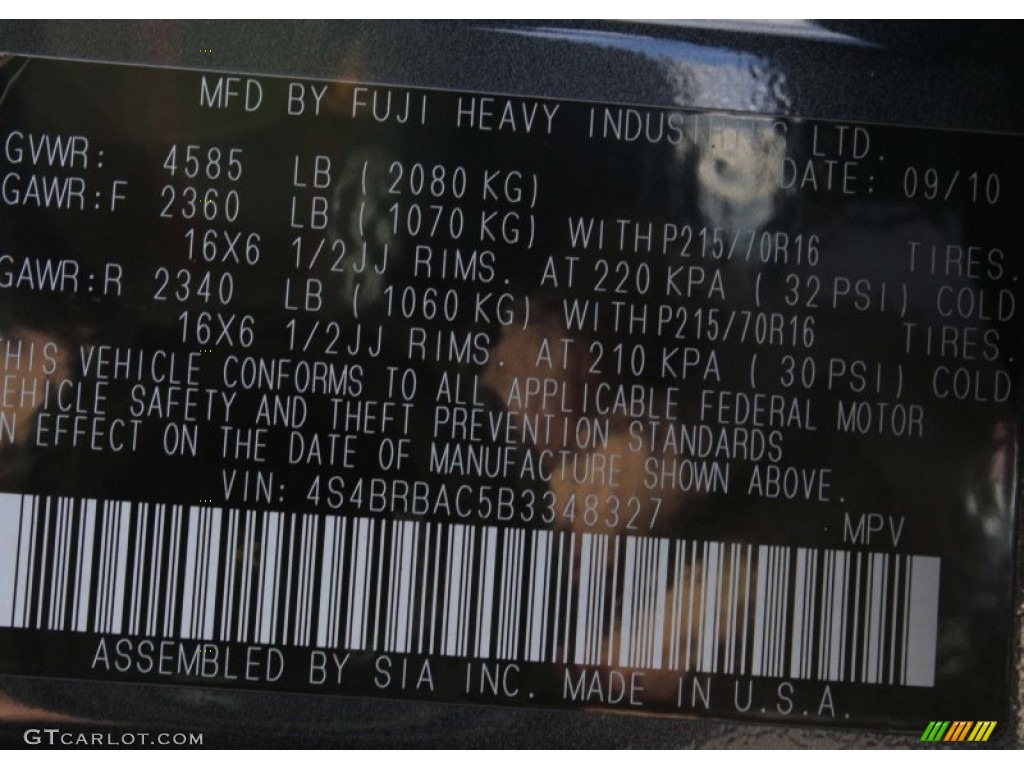 MFD BY FUJI HEAVY INDUSTRIES LTD.
GVWR: 4585 LB ( 2080 KG) DATE: 09/10
GAWR:F 2360 LB ( 1070 KG) WITH P215/70R16 TIRES.
16X6 1/2JJ RIMS. AT 220 KPA ( 32 PSI) COLD
GAWR:R 2340 LB ( 1060 KG) WITH P215/70R16 TIRES.
16X6 1/2JJ RIMS. AT 210 KPA ( 30 PSI) COLD
THIS VEHICLE CONFORMS TO ALL APPLICABLE FEDERAL MOTOR
VEHICLE SAFETY AND THEFT PREVENTION STANDARDS
IN EFFECT ON THE DATE OF MANUFACTURE SHOWN ABOVE.
VIN: 4S4BRBAC5B3348327 MPV
ASSEMBLED BY SIA INC. MADE IN U.S.A.
GTCARLOT.COM